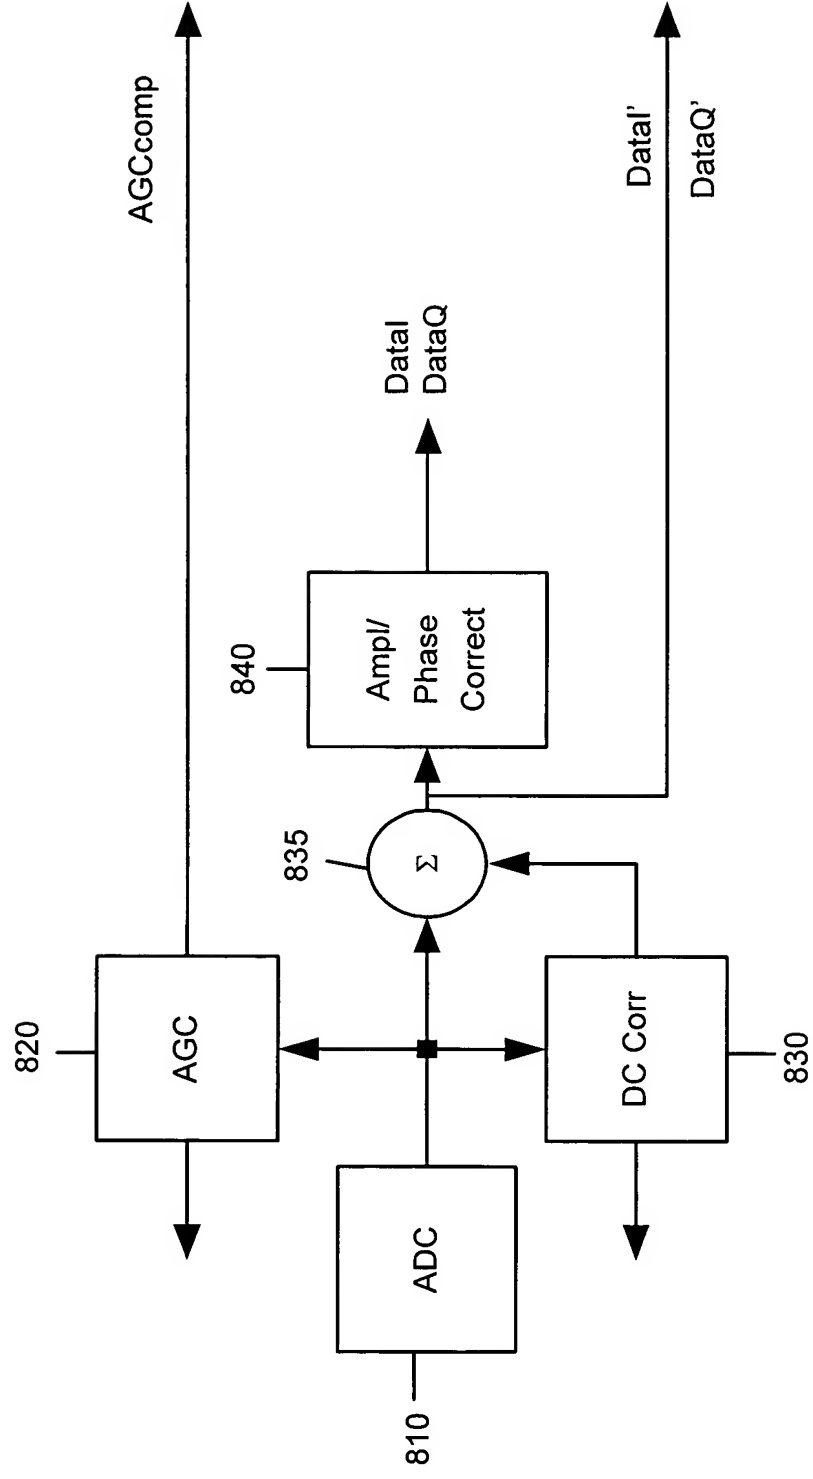 AGCcomp
DataI
DataQ
DataI'
DataQ'
840
Ampl/
Phase
Correct
835
Σ
820
AGC
DC Corr
830
ADC
810